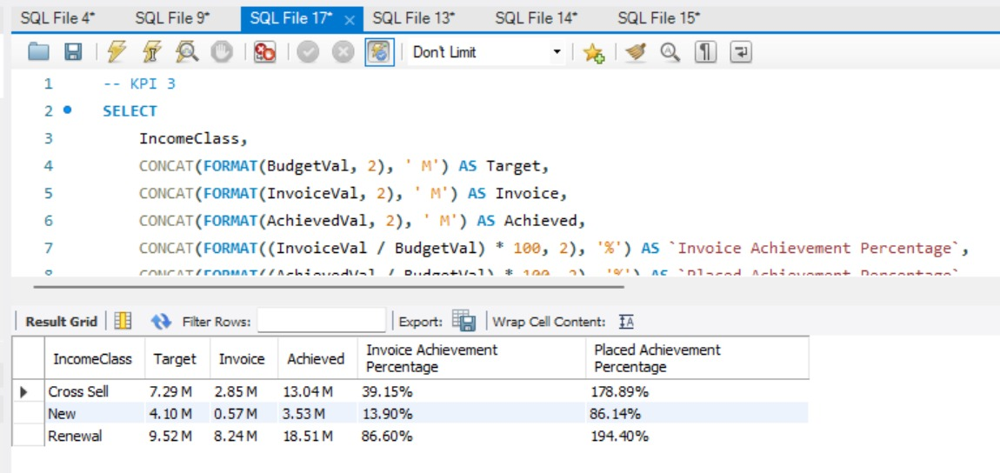 SQL File 4* SQL File 9* SQL File 17* SQL File 13* SQL File 14* SQL File 15*
Don't Limit
1 -- KPI 3
2 SELECT
3 IncomeClass,
4 CONCAT(FORMAT(BudgetVal, 2), ' M') AS Target,
5 CONCAT(FORMAT(InvoiceVal, 2), ' M') AS Invoice,
6 CONCAT(FORMAT(AchievedVal, 2), ' M') AS Achieved,
7 CONCAT(FORMAT((InvoiceVal / BudgetVal) * 100, 2), '%') AS `Invoice Achievement Percentage`,
8 CONCAT(FORMAT((AchievedVal / BudgetVal) * 100, 2), '%') AS `Placed Achievement Percentage`
Result Grid Filter Rows: Export: Wrap Cell Content: IA
IncomeClass Target Invoice Achieved Invoice Achievement Percentage Placed Achievement Percentage
Cross Sell 7.29 M 2.85 M 13.04 M 39.15% 178.89%
New 4.10 M 0.57 M 3.53 M 13.90% 86.14%
Renewal 9.52 M 8.24 M 18.51 M 86.60% 194.40%